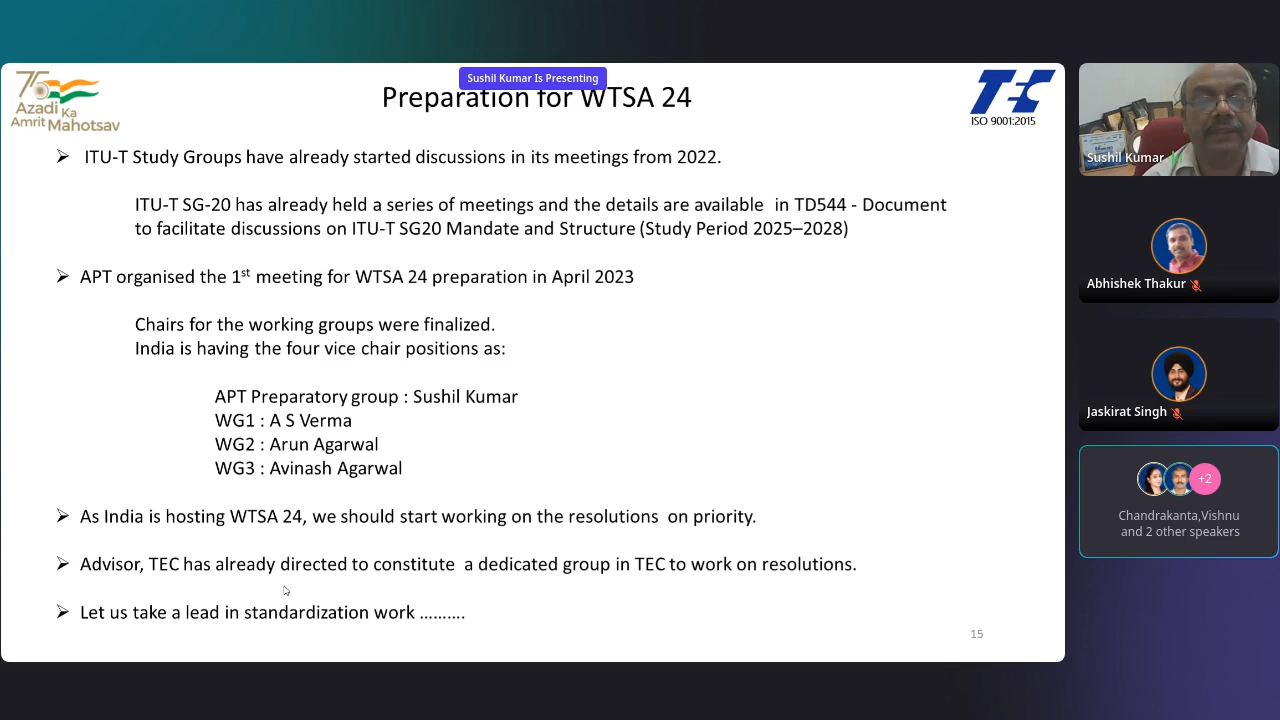 Sushil Kumar Is Presenting
75
Azadi Ka
Amrit Mahotsav
Preparation for WTSA 24
TEC
ISO 9001:2015
➢ ITU-T Study Groups have already started discussions in its meetings from 2022.
ITU-T SG-20 has already held a series of meetings and the details are available in TD544 - Document
to facilitate discussions on ITU-T SG20 Mandate and Structure (Study Period 2025–2028)
➢ APT organised the 1st meeting for WTSA 24 preparation in April 2023
Chairs for the working groups were finalized.
India is having the four vice chair positions as:
APT Preparatory group : Sushil Kumar
WG1 : A S Verma
WG2 : Arun Agarwal
WG3 : Avinash Agarwal
➢ As India is hosting WTSA 24, we should start working on the resolutions on priority.
➢ Advisor, TEC has already directed to constitute a dedicated group in TEC to work on resolutions.
➢ Let us take a lead in standardization work ……….
15
Sushil Kumar
Abhishek Thakur
Jaskirat Singh
+2
Chandrakanta,Vishnu
and 2 other speakers